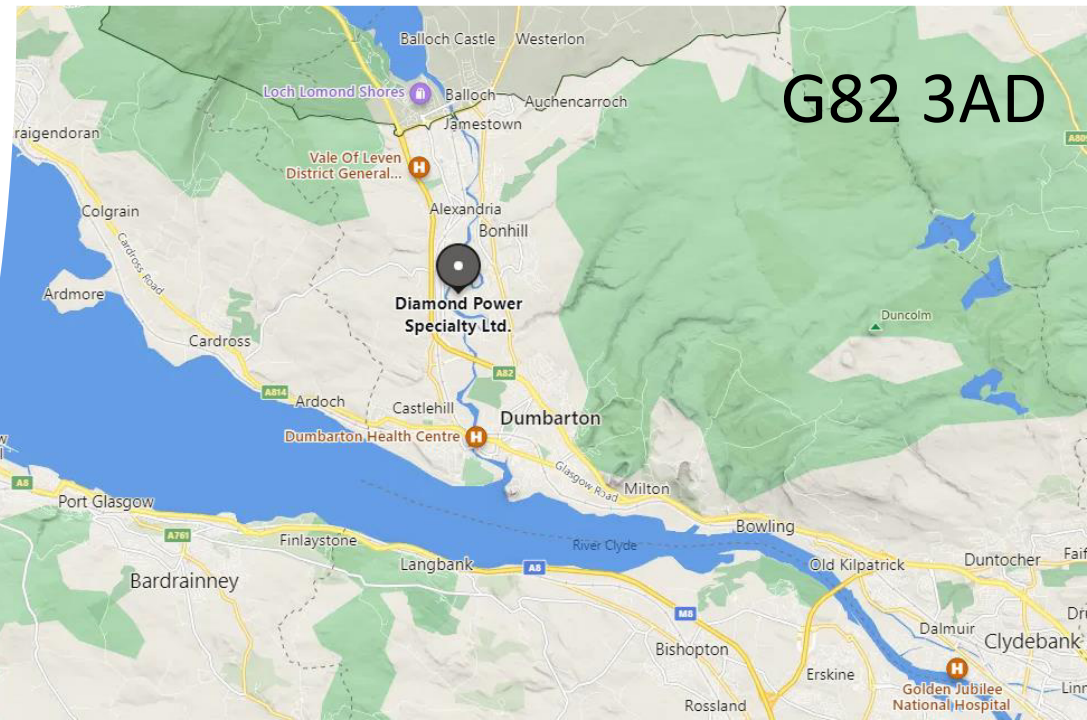 Balloch Castle
Westerlon
G82 3AD
Loch Lomond Shores
Balloch
Auchencarroch
Jamestown
raigendoran
Vale Of Leven
District General...
Colgrain
Alexandria
Bonhill
Cardross Road
Ardmore
Diamond Power
Specialty Ltd.
Duncolm
Cardross
A82
A814
Ardoch
Castlehill
Dumbarton
Dumbarton Health Centre
Glasgow Road
Milton
A8
Port Glasgow
A761
Finlaystone
Bowling
River Clyde
Langbank
A8
Old Kilpatrick
Duntocher
Bardrainney
M8
Bishopton
Dalmuir
Clydebank
Erskine
Golden Jubilee
National Hospital
Rossland